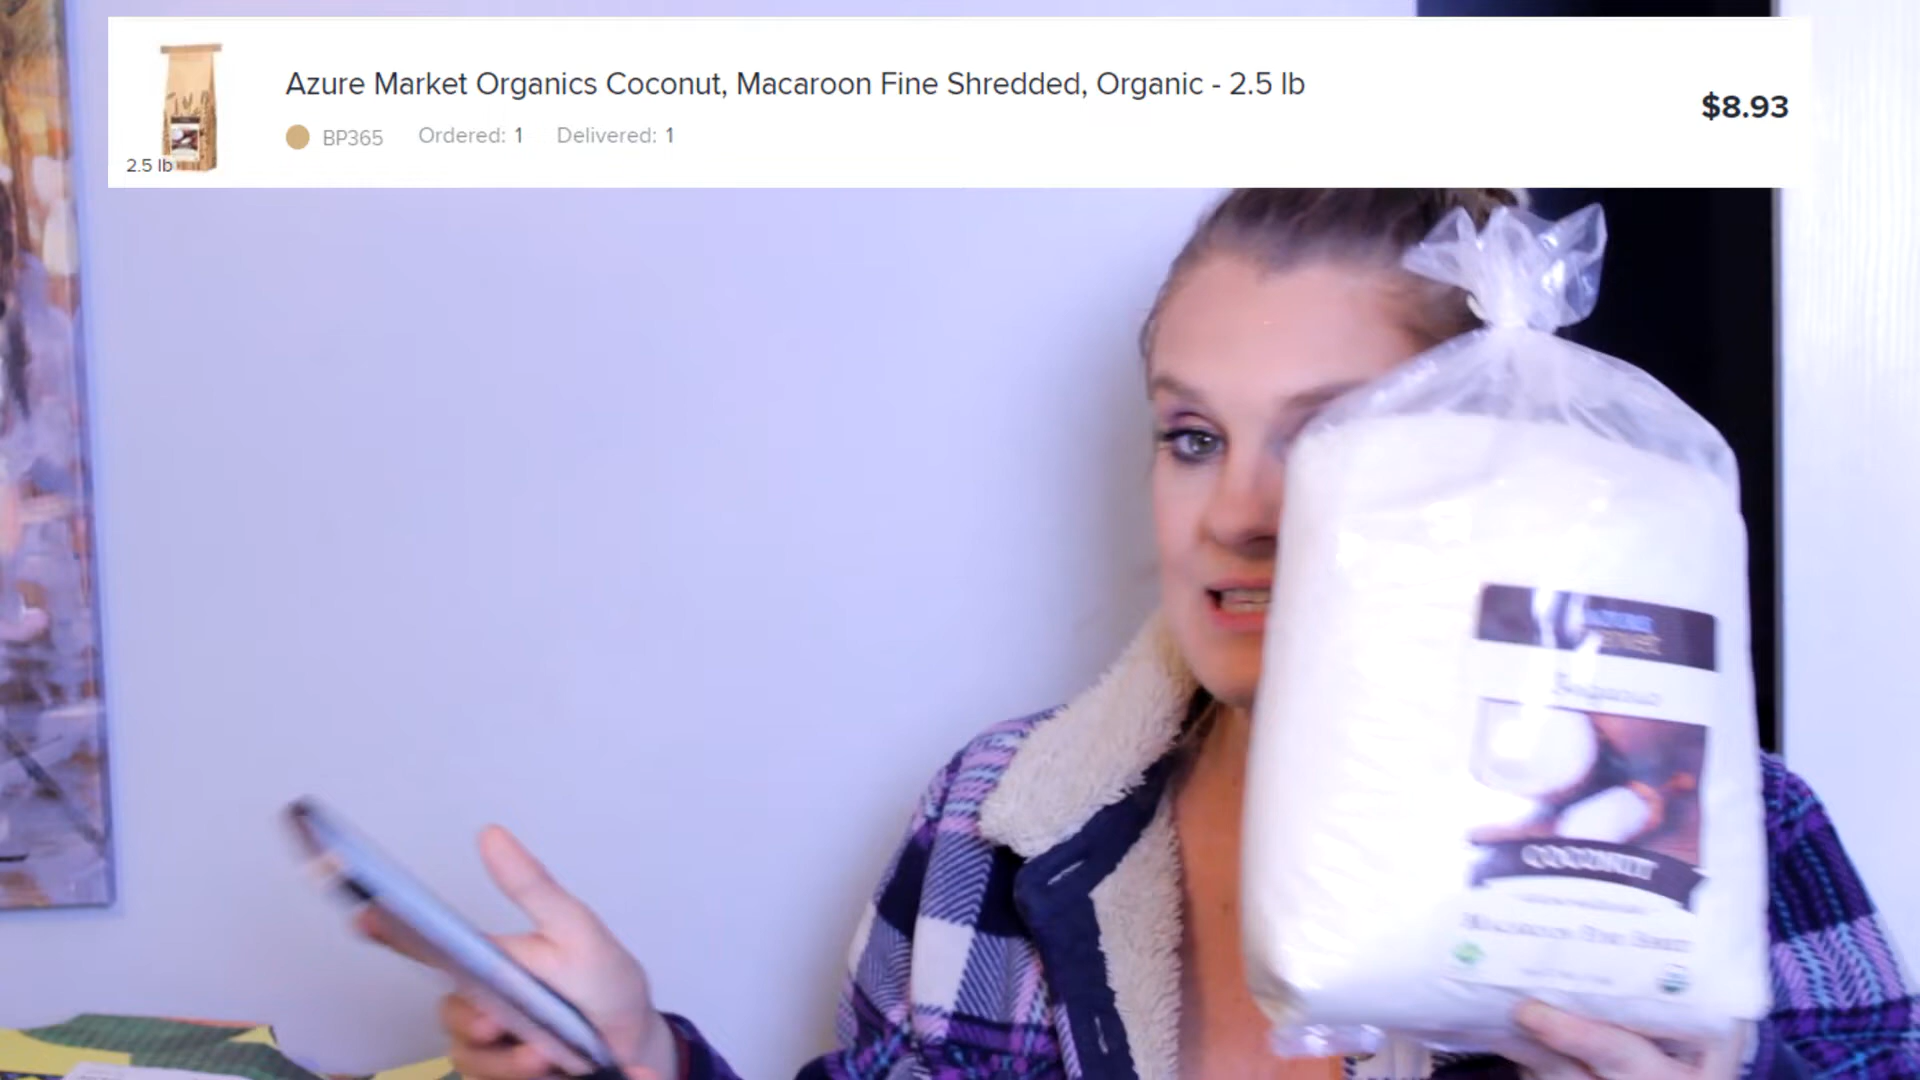 Azure Market Organics Coconut, Macaroon Fine Shredded, Organic - 2.5 lb
$8.93
BP365 Ordered: 1 Delivered: 1
2.5 lb
COCONUT